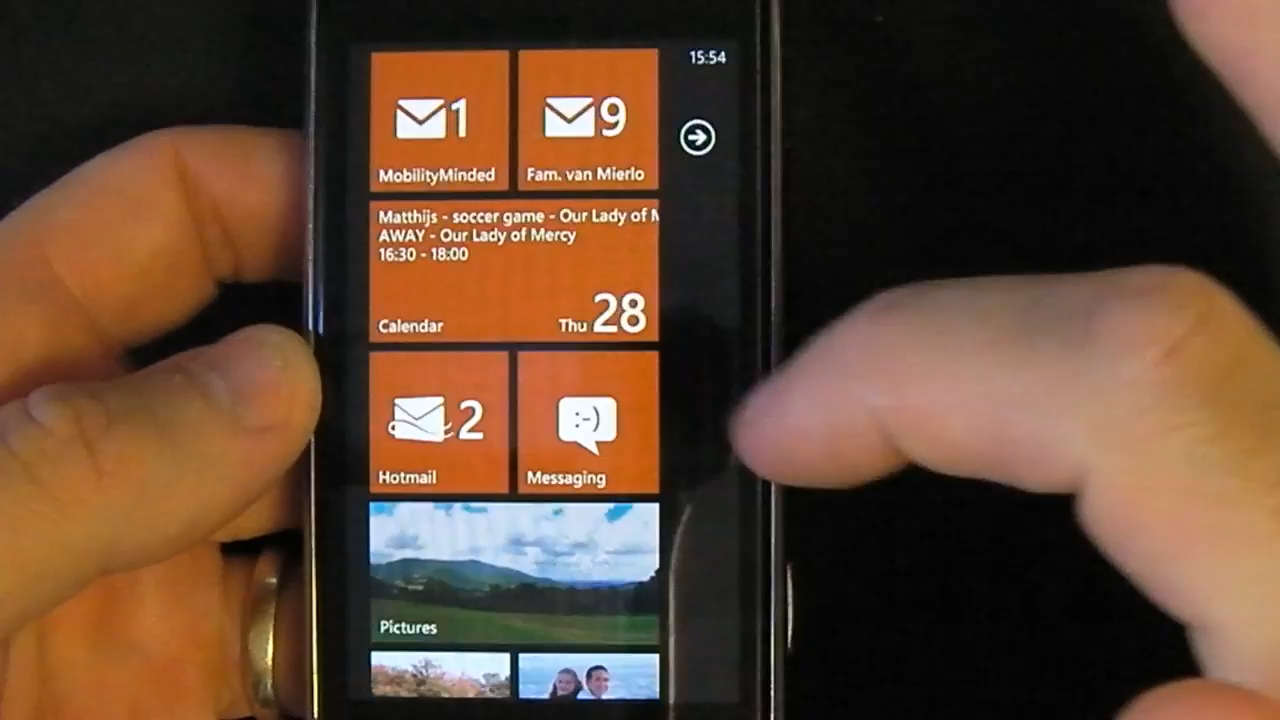 15:54
1
9
MobilityMinded
Fam. van Mierlo
Matthijs - soccer game - Our Lady of
AWAY - Our Lady of Mercy
16:30 - 18:00
Calendar
Thu 28
2
:-)
Hotmail
Messaging
Pictures